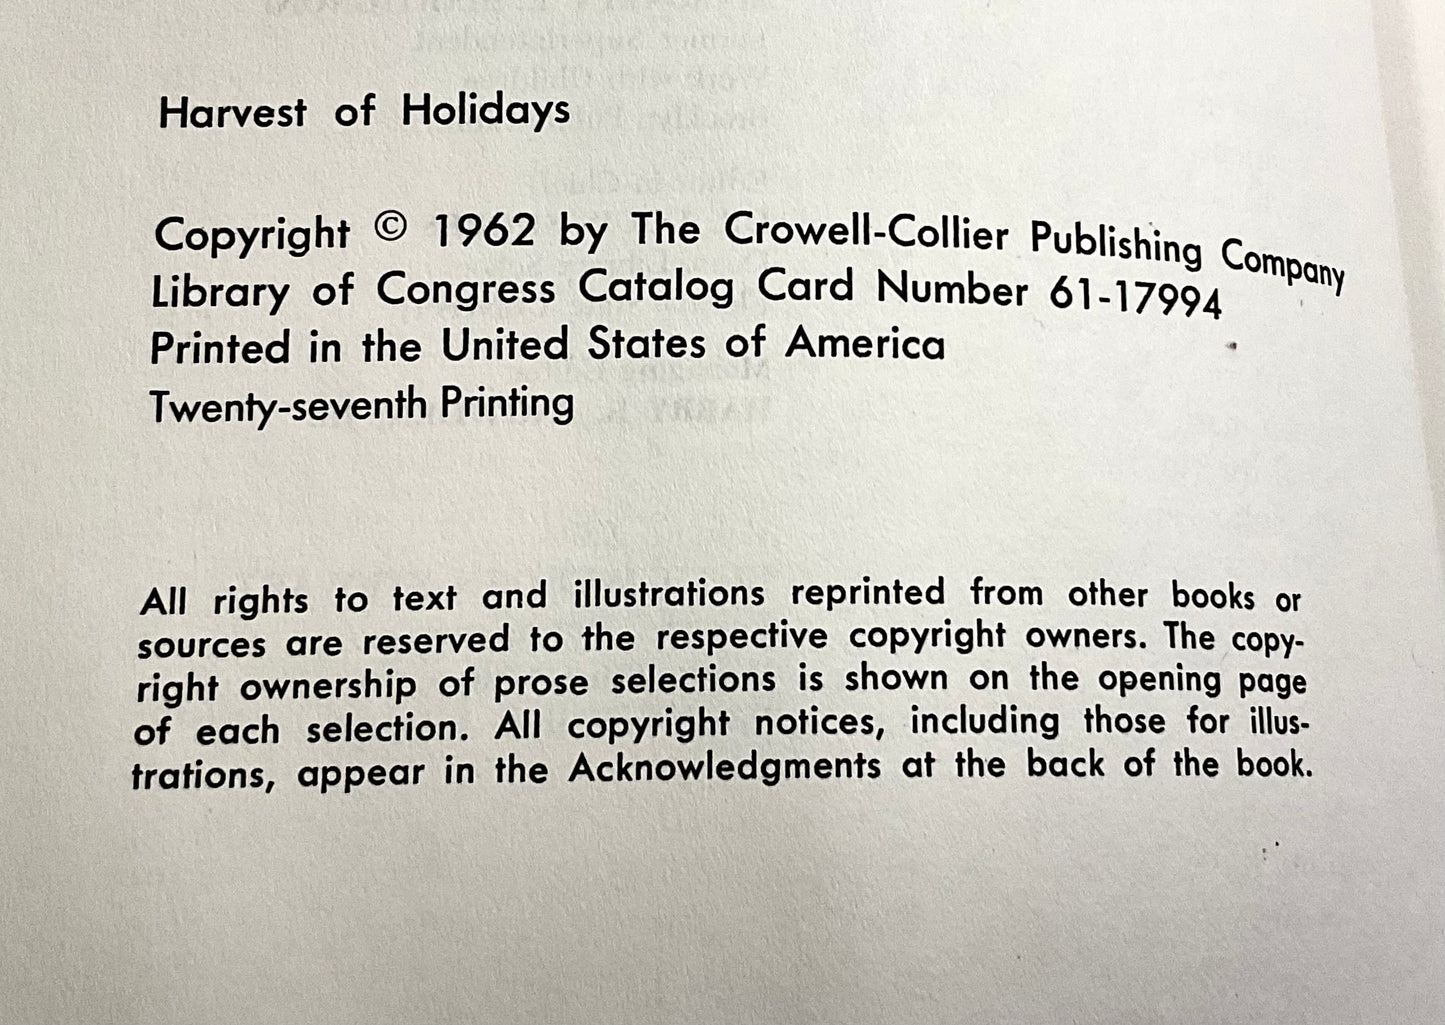 Harvest of Holidays
Copyright © 1962 by The Crowell-Collier Publishing Company
Library of Congress Catalog Card Number 61-17994
Printed in the United States of America
Twenty-seventh Printing
All rights to text and illustrations reprinted from other books or
sources are reserved to the respective copyright owners. The copy-
right ownership of prose selections is shown on the opening page
of each selection. All copyright notices, including those for illus-
trations, appear in the Acknowledgments at the back of the book.